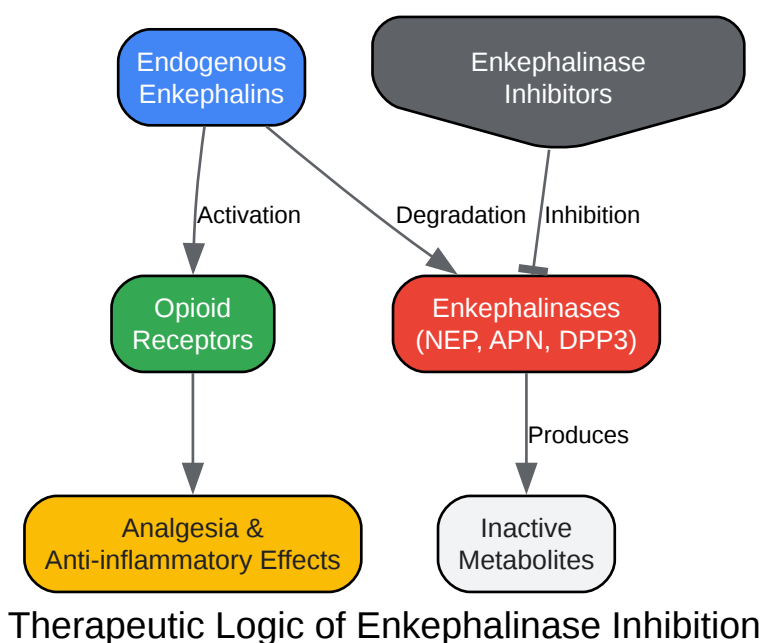 Endogenous
Enkephalins
Enkephalinase
Inhibitors
Activation
Degradation
Inhibition
Opioid
Receptors
Enkephalinases
(NEP, APN, DPP3)
Produces
Analgesia &
Anti-inflammatory Effects
Inactive
Metabolites
Therapeutic Logic of Enkephalinase Inhibition